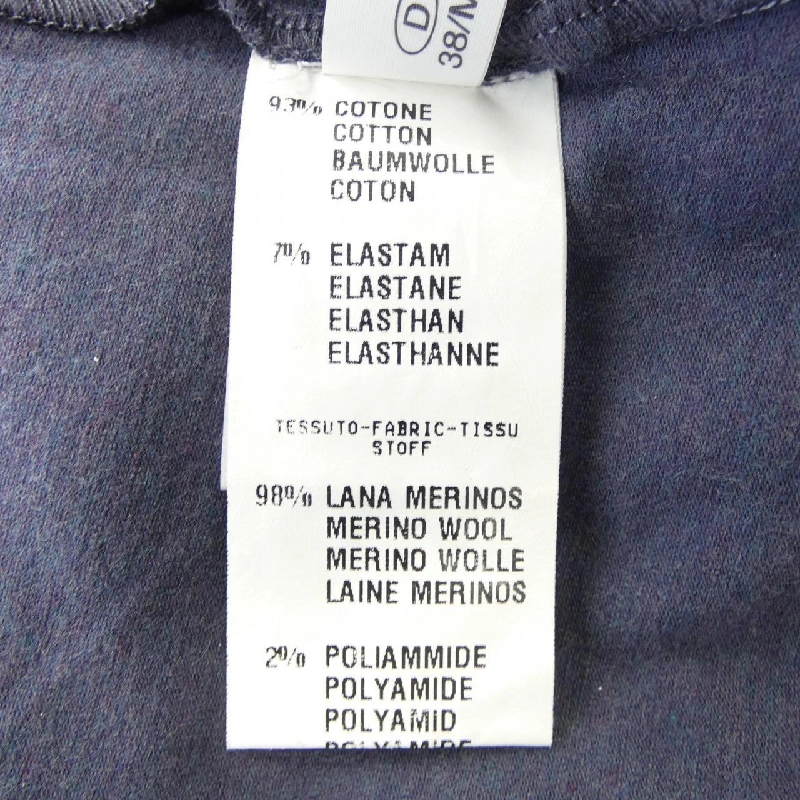 D
38/M
93% COTONE
COTTON
BAUMWOLLE
COTON
7% ELASTAM
ELASTANE
ELASTHAN
ELASTHANNE
TESSUTO-FABRIC-TISSU
STOFF
98% LANA MERINOS
MERINO WOOL
MERINO WOLLE
LAINE MERINOS
2% POLIAMMIDE
POLYAMIDE
POLYAMID